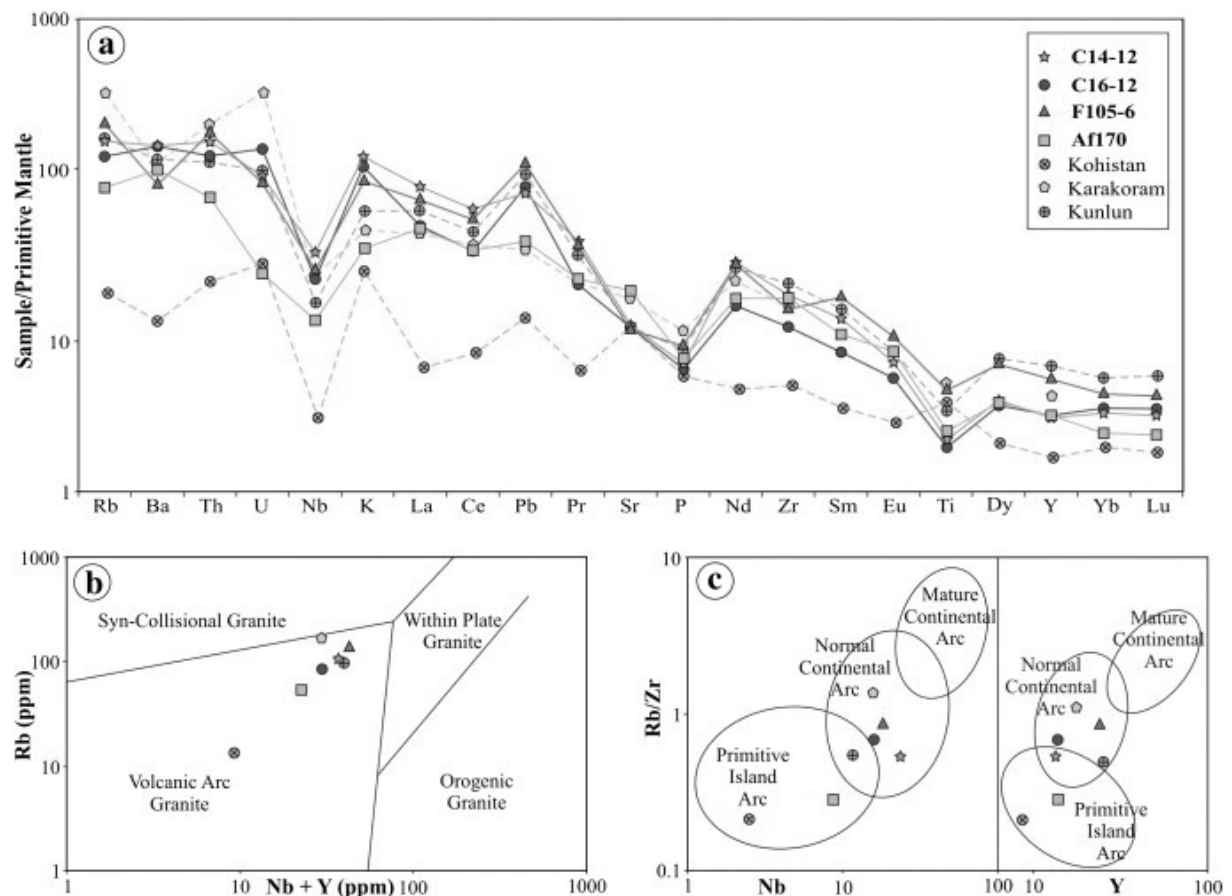 1000
a
C14-12
C16-12
F105-6
Af170
Kohistan
Karakoram
Kunlun
100
10
1
Sample/Primitive Mantle
Rb Ba Th U Nb K La Ce Pb Pr Sr P Nd Zr Sm Eu Ti Dy Y Yb Lu
1000
b
Syn-Collisional Granite
Within Plate
Granite
100
Rb (ppm)
10
Volcanic Arc
Granite
Orogenic
Granite
1
1 10 100 1000
Nb + Y (ppm)
10
c
Mature
Continental
Arc
Normal
Continental
Arc
Mature
Continental
Arc
Normal
Continental
Arc
1
Rb/Zr
Primitive
Island
Arc
Primitive
Island
Arc
0.1
1 10 100 10 100
Nb Y